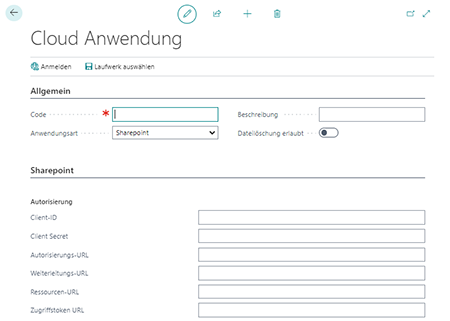 Cloud Anwendung
Anmelden Laufwerk auswählen
Allgemein
Code * Beschreibung
Anwendungsart Sharepoint Dateilöschung erlaubt
Sharepoint
Autorisierung
Client-ID
Client Secret
Autorisierungs-URL
Weiterleitungs-URL
Ressourcen-URL
Zugriffstoken URL